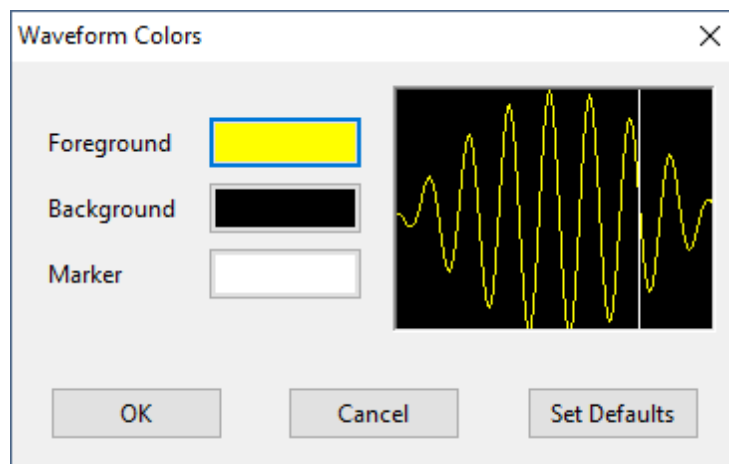 Waveform Colors
Foreground
Background
Marker
OK
Cancel
Set Defaults